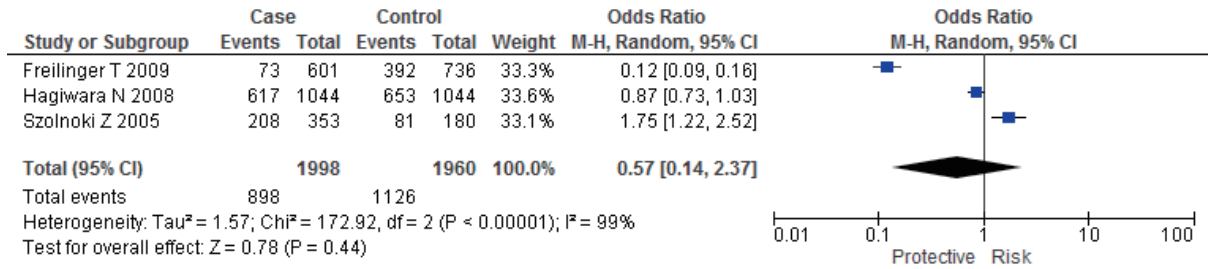 Case Control Odds Ratio Odds Ratio
Study or Subgroup Events Total Events Total Weight M-H, Random, 95% CI M-H, Random, 95% CI
Freilinger T 2009 73 601 392 736 33.3% 0.12 [0.09, 0.16]
Hagiwara N 2008 617 1044 653 1044 33.6% 0.87 [0.73, 1.03]
Szolnoki Z 2005 208 353 81 180 33.1% 1.75 [1.22, 2.52]
Total (95% CI) 1998 1960 100.0% 0.57 [0.14, 2.37]
Total events 898 1126
Heterogeneity: Tau² = 1.57; Chi² = 172.92, df = 2 (P < 0.00001); I² = 99%
Test for overall effect: Z = 0.78 (P = 0.44)
0.01 0.1 1 10 100
Protective Risk